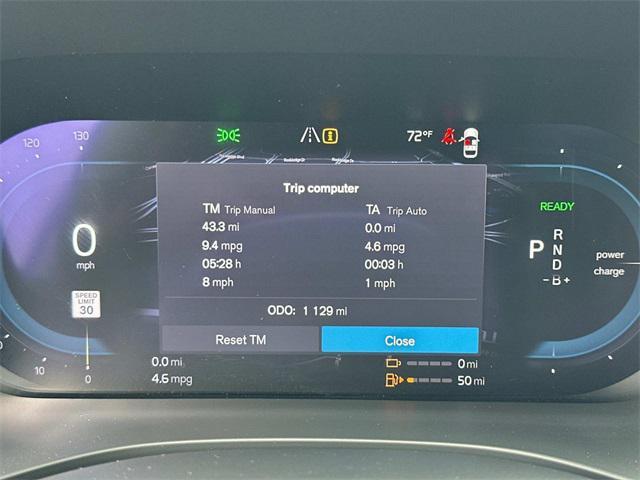 120 130
72°F
Trip computer
TM Trip Manual TA Trip Auto
43.3 mi 0.0 mi
9.4 mpg 4.6 mpg
05:28 h 00:03 h
8 mph 1 mph
ODO: 1 129 mi
Reset TM Close
0
mph
SPEED
LIMIT
30
10 0
0.0 mi
4.6 mpg
READY
P R
N
D
-B+
power
charge
0 mi
50 mi